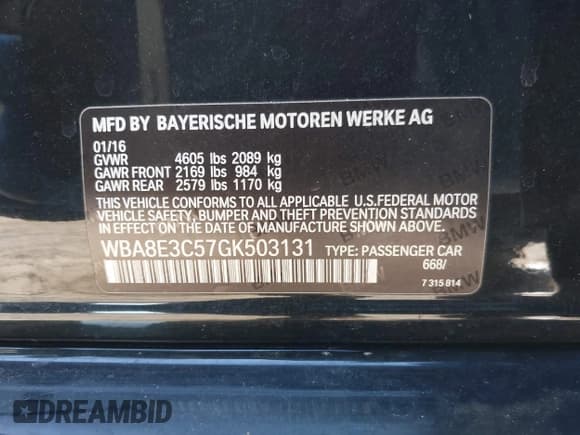 MFD BY BAYERISCHE MOTOREN WERKE AG
01/16
GVWR 4605 lbs 2089 kg
GAWR FRONT 2169 lbs 984 kg
GAWR REAR 2579 lbs 1170 kg
THIS VEHICLE CONFORMS TO ALL APPLICABLE U.S.FEDERAL MOTOR
VEHICLE SAFETY, BUMPER AND THEFT PREVENTION STANDARDS
IN EFFECT ON THE DATE OF MANUFACTURE SHOWN ABOVE.
WBA8E3C57GK503131 TYPE: PASSENGER CAR
668/
7 315 814
DREAMBID